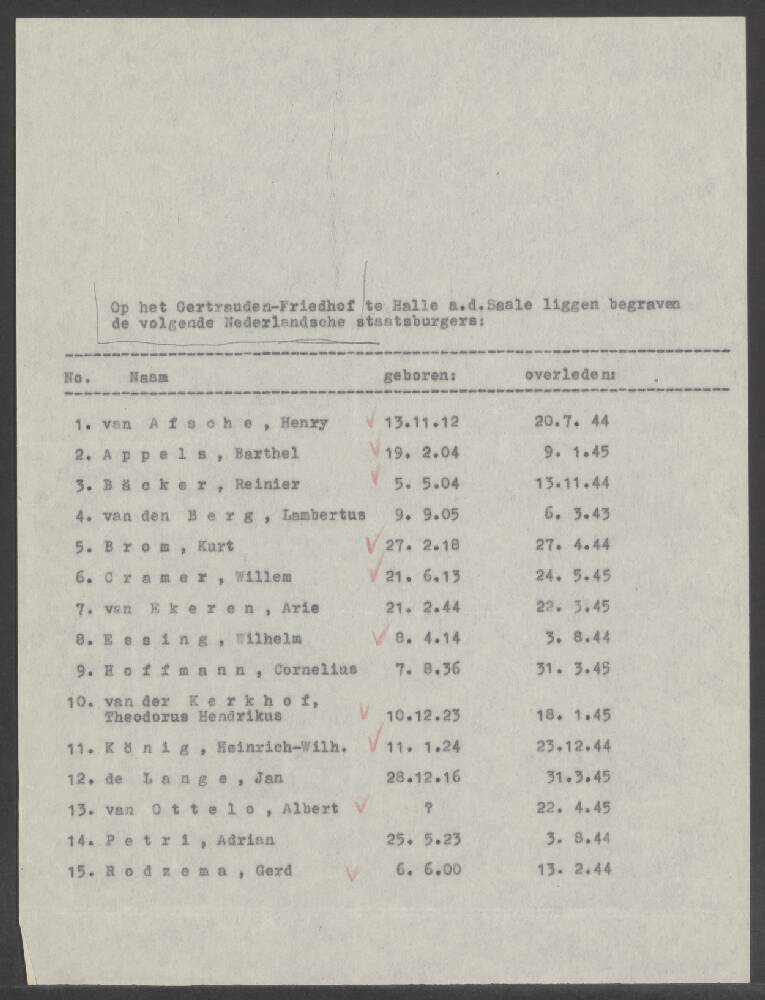 Op het Gertrauden-Friedhof te Halle a.d.Saale liggen begraven
de volgende Nederlandsche staatsburgers:
No. Naam geboren: overleden:
1. van A f s c h e , Henry 13.11.12 20.7. 44
2. A p p e l s , Barthel 19. 2.04 9. 1.45
3. B ä c k e r , Reinier 5. 5.04 13.11.44
4. van den B e r g , Lambertus 9. 9.05 6. 3.43
5. B r o m , Kurt 27. 2.18 27. 4.44
6. C r a m e r , Willem 21. 6.13 24. 5.45
7. van E k e r e n , Arie 21. 2.44 22. 3.45
8. E s s i n g , Wilhelm 8. 4.14 3. 8.44
9. H o f f m a n n , Cornelius 7. 8.36 31. 3.45
10. van der K e r k h o f,
Theodorus Hendrikus 10.12.23 18. 1.45
11. K ö n i g , Heinrich-Wilh. 11. 1.24 23.12.44
12. de L a n g e , Jan 28.12.16 31.3.45
13. van O t t e l o , Albert ? 22. 4.45
14. P e t r i , Adrian 25. 5.23 3. 8.44
15. R o d z e m a , Gerd 6. 6.00 13. 2.44